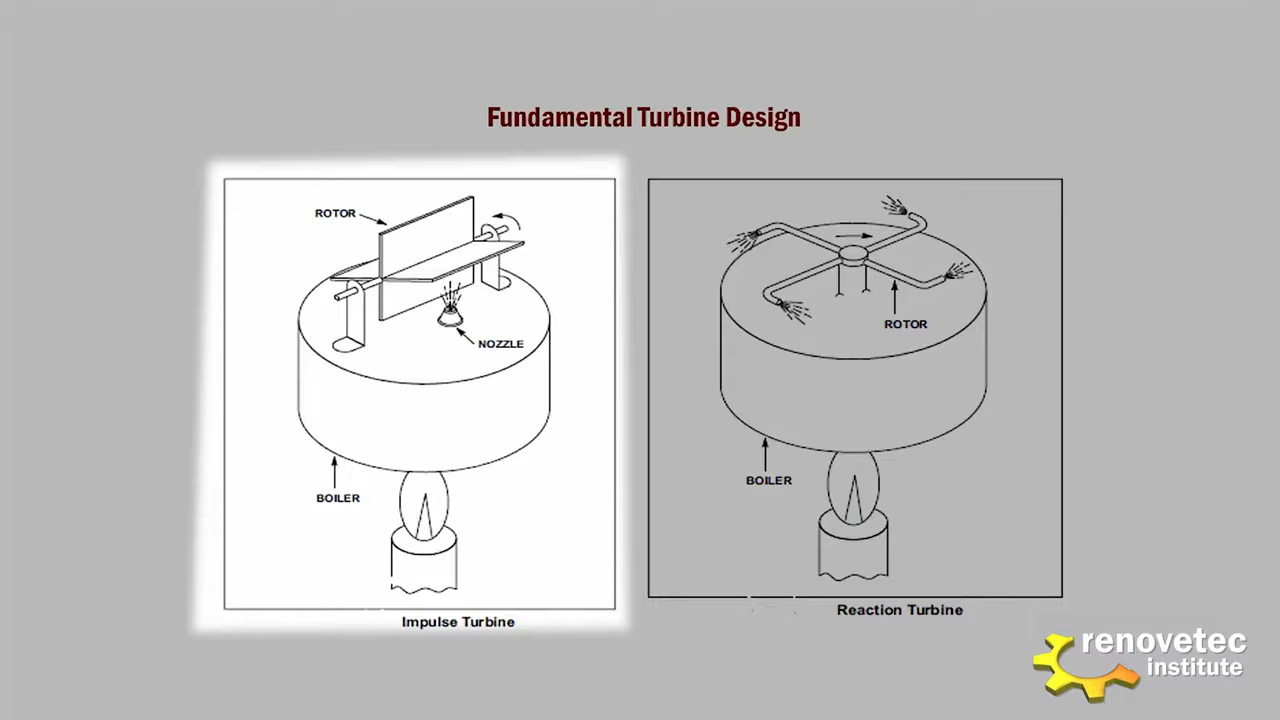 Fundamental Turbine Design
ROTOR
NOZZLE
BOILER
Impulse Turbine
ROTOR
BOILER
Reaction Turbine
renovetec
institute